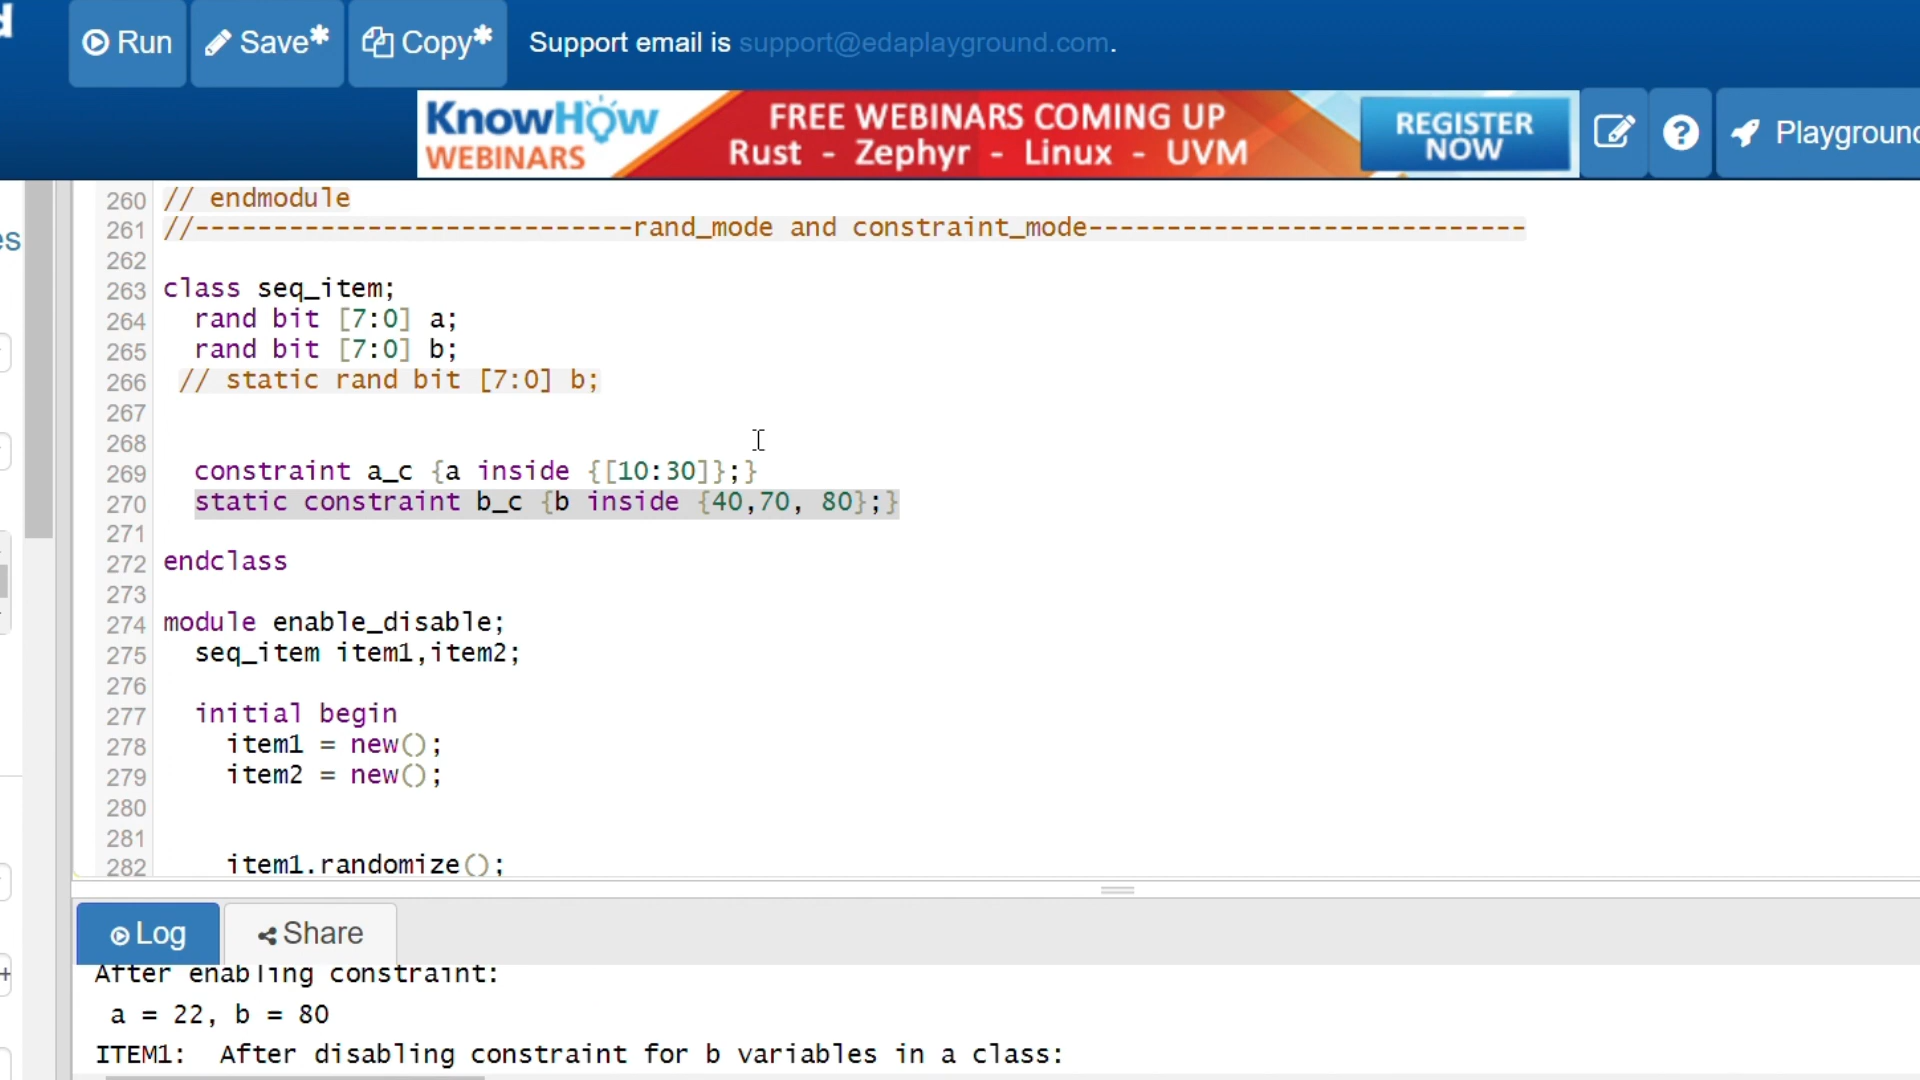 Run Save* Copy* Support email is support@edaplayground.com.
KnowHow WEBINARS
FREE WEBINARS COMING UP
Rust - Zephyr - Linux - UVM
REGISTER NOW
Playground
es
260 // endmodule
261 //----------------------------rand_mode and constraint_mode----------------------------
262
263 class seq_item;
264 rand bit [7:0] a;
265 rand bit [7:0] b;
266 // static rand bit [7:0] b;
267
268
269 constraint a_c {a inside {[10:30]};}
270 static constraint b_c {b inside {40,70, 80};}
271
272 endclass
273
274 module enable_disable;
275 seq_item item1,item2;
276
277 initial begin
278 item1 = new();
279 item2 = new();
280
281
282 item1.randomize();
Log Share
After enabling constraint:
a = 22, b = 80
ITEM1: After disabling constraint for b variables in a class: